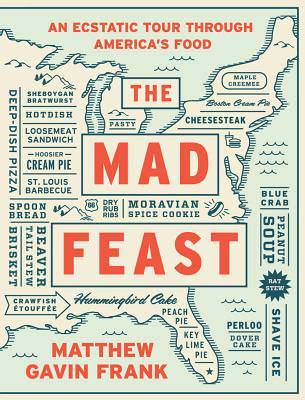 AN ECSTATIC TOUR THROUGH
AMERICA'S FOOD
THE
MAD
FEAST
MAPLE
CREEMEE
Boston Cream Pie
CHEESESTEAK
PASTY
SHEBOYGAN
BRATWURST
HOTDISH
LOOSEMEAT
SANDWICH
HOOSIER
CREAM PIE
ST. LOUIS
BARBECUE
DEEP-DISH PIZZA
SPOON
BREAD
66
DRY
RUB
RIBS
MORAVIAN
SPICE COOKIE
BLUE
CRAB
PEANUT
SOUP
BRISKET
BEAVER
TAIL STEW
RAT
STEW
SHAVE ICE
CRAWFISH
ÉTOUFFÉE
Hummingbird Cake
PEACH
PIE
KEY
LIME
PIE
PERLOO
DOVER
CAKE
MATTHEW
GAVIN FRANK